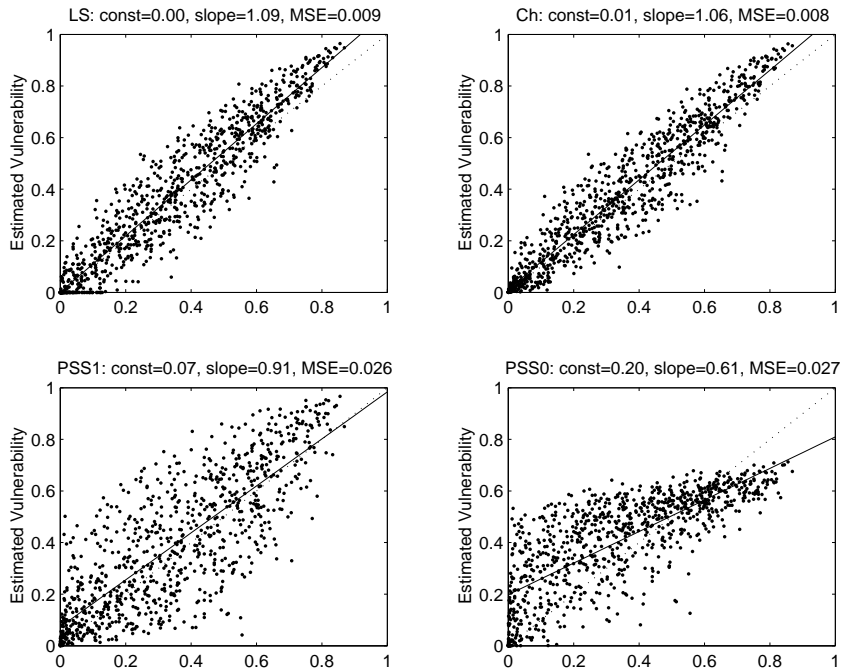 LS: const=0.00, slope=1.09, MSE=0.009
Estimated Vulnerability
1
0.8
0.6
0.4
0.2
0
0 0.2 0.4 0.6 0.8 1
Ch: const=0.01, slope=1.06, MSE=0.008
Estimated Vulnerability
1
0.8
0.6
0.4
0.2
0
0 0.2 0.4 0.6 0.8 1
PSS1: const=0.07, slope=0.91, MSE=0.026
Estimated Vulnerability
1
0.8
0.6
0.4
0.2
0
0 0.2 0.4 0.6 0.8 1
PSS0: const=0.20, slope=0.61, MSE=0.027
Estimated Vulnerability
1
0.8
0.6
0.4
0.2
0
0 0.2 0.4 0.6 0.8 1